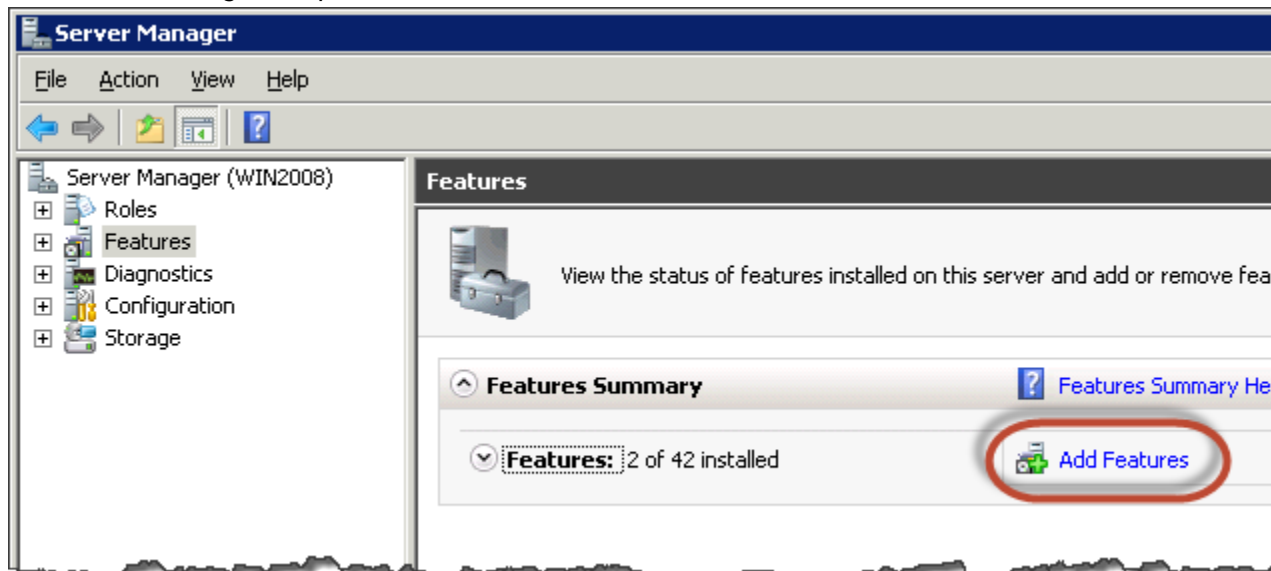 Server Manager
File Action View Help
Server Manager (WIN2008)
Roles
Features
Diagnostics
Configuration
Storage
Features
View the status of features installed on this server and add or remove fea
Features Summary
Features Summary He
Features: 2 of 42 installed
Add Features